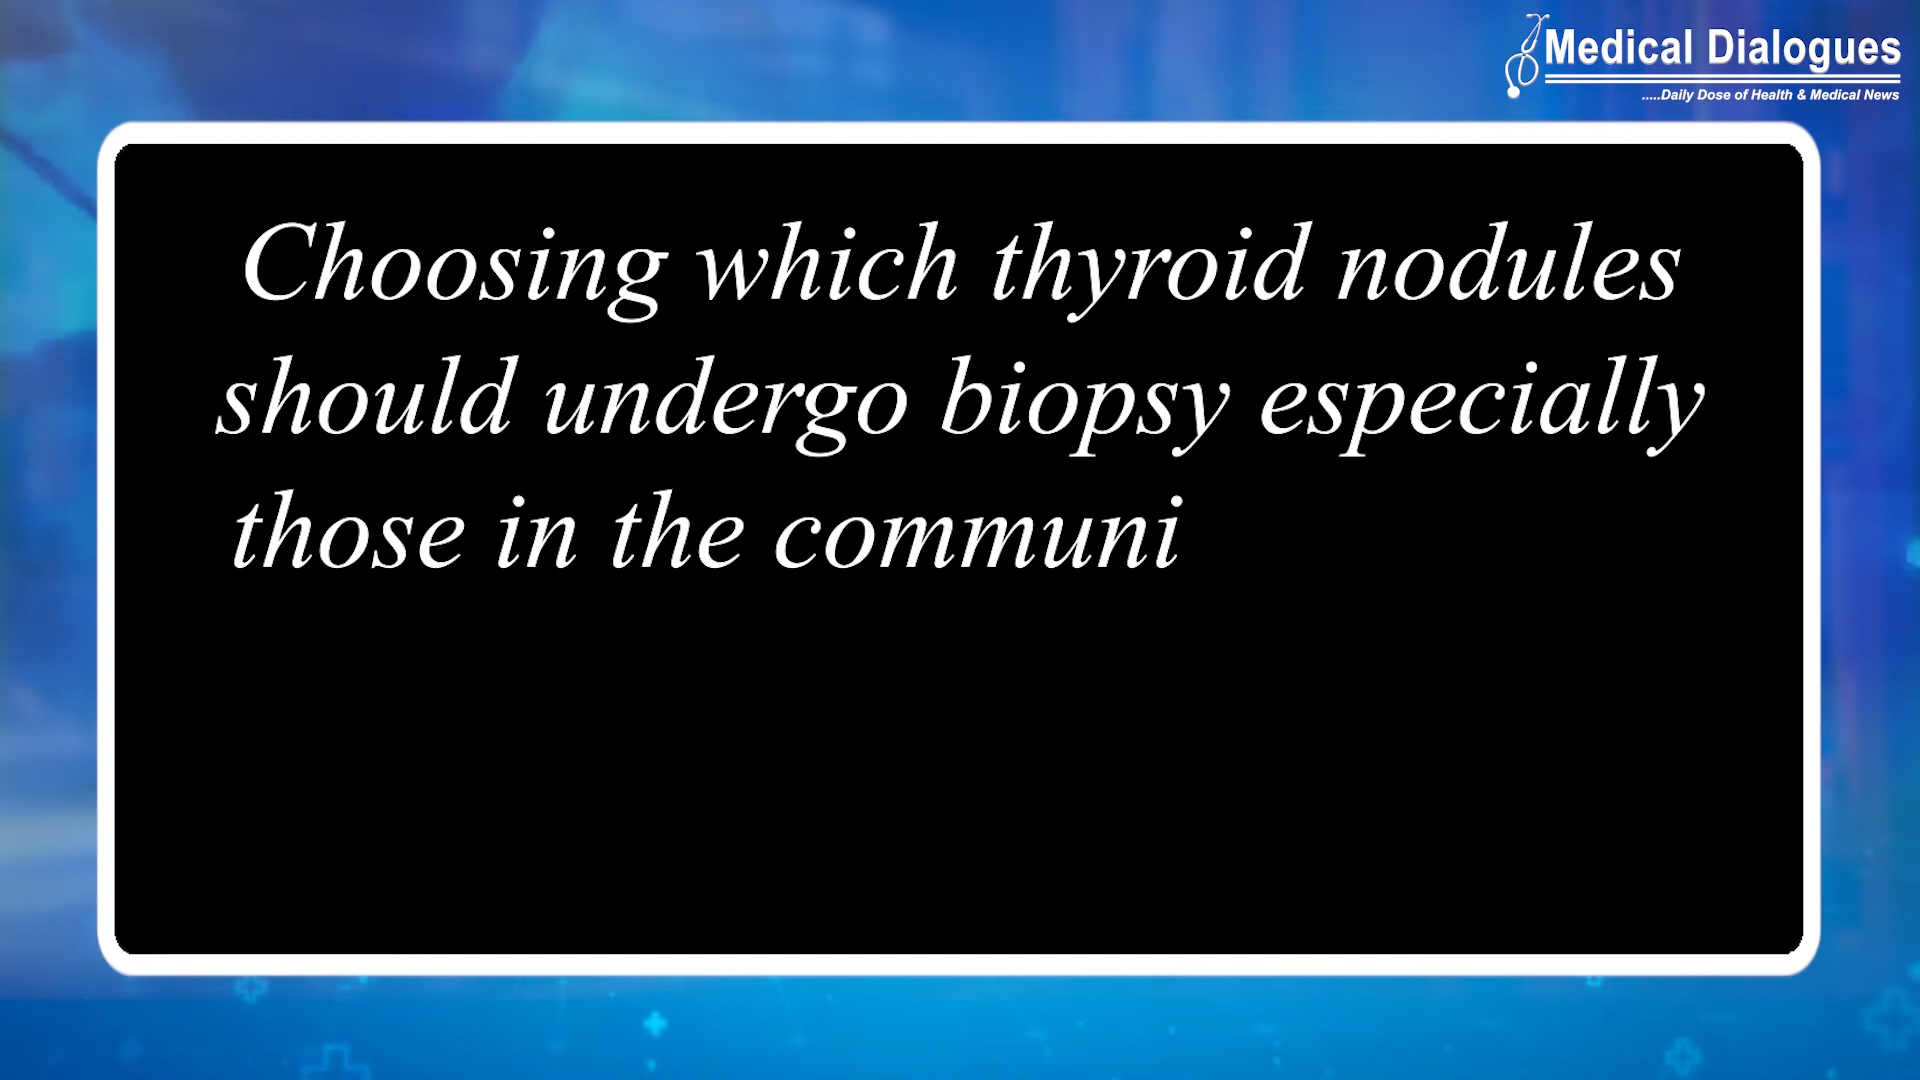 Medical Dialogues
.....Daily Dose of Health & Medical News
Choosing which thyroid nodules
should undergo biopsy especially
those in the communi